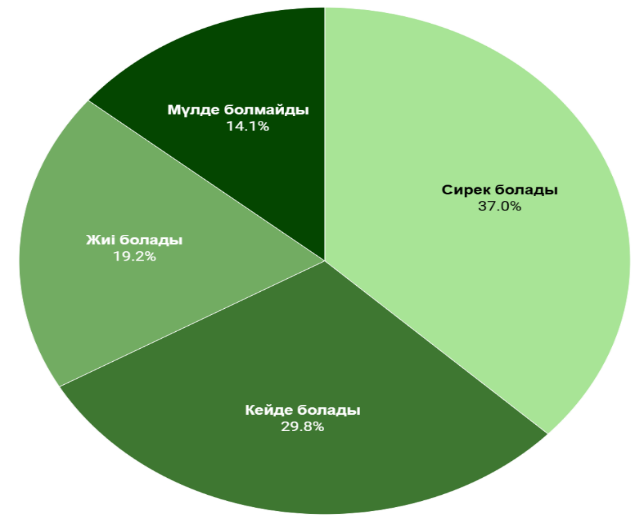 Мүлде болмайды
14.1%
Сирек болады
37.0%
Жиі болады
19.2%
Кейде болады
29.8%